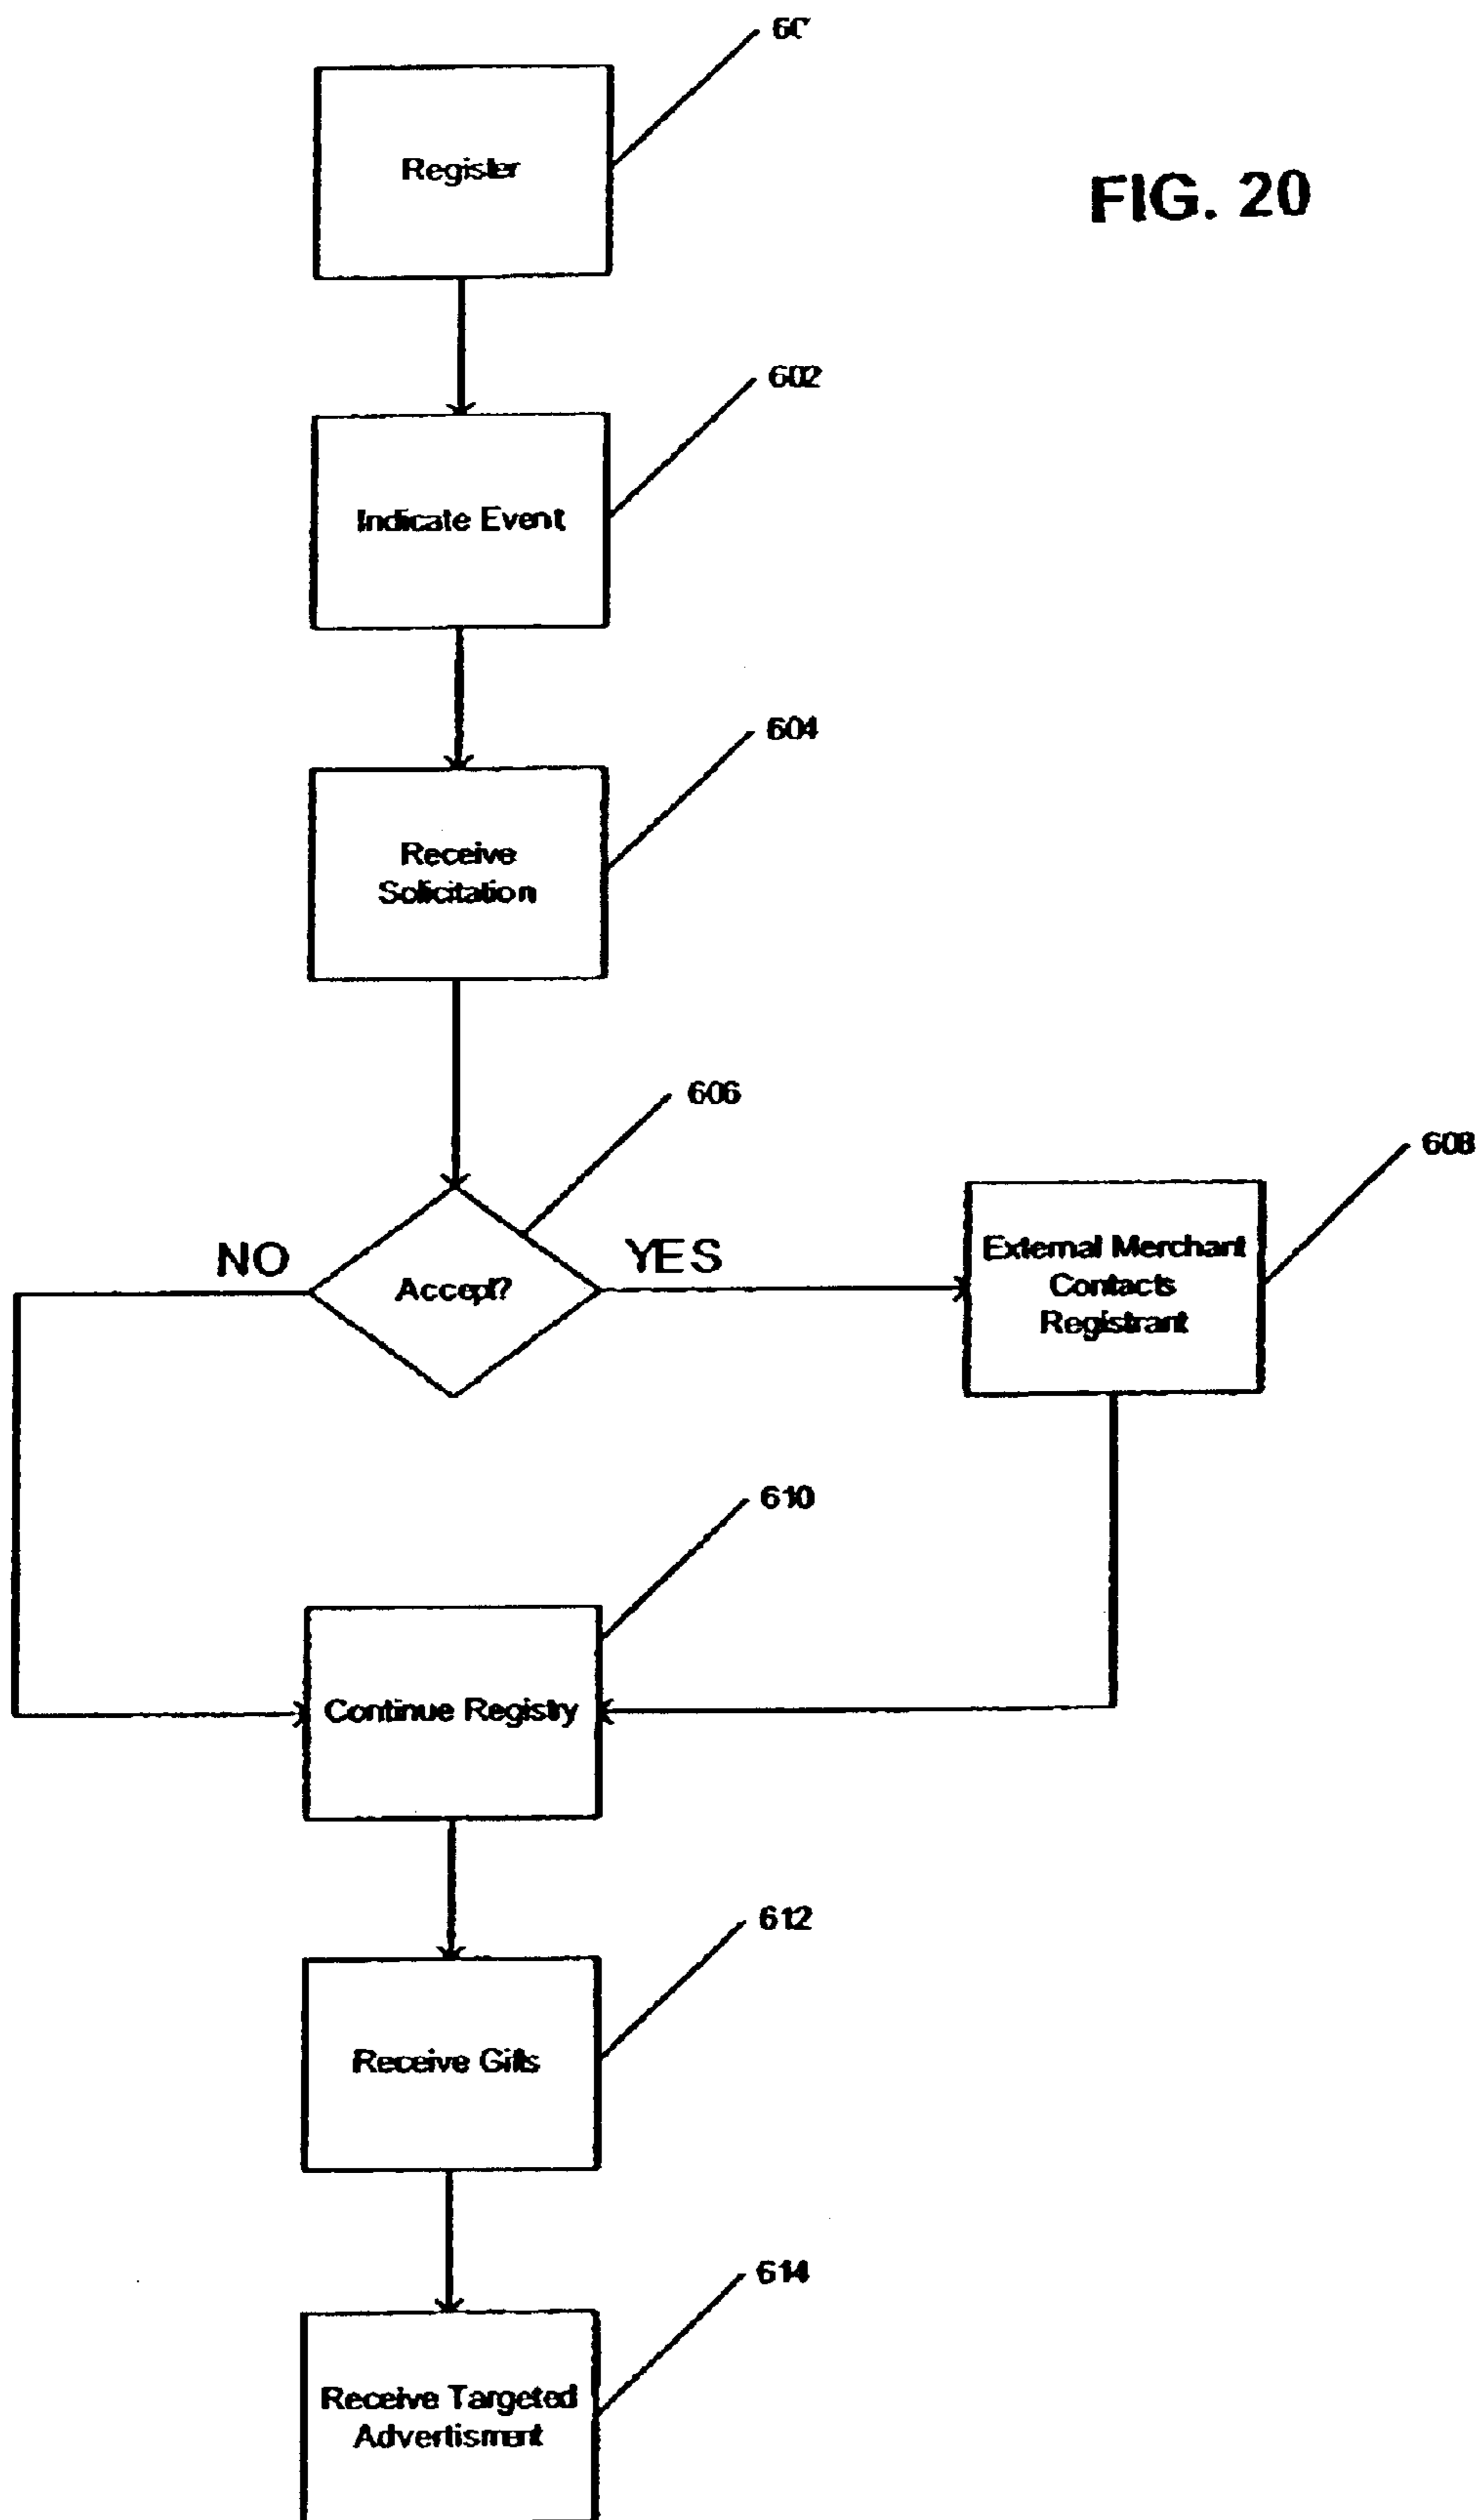 FIG. 20
Register
602
Indicate Event
604
Receive
Solicitation
606
NO
Accept?
YES
608
External Merchant
Contacts
Registrant
610
Continue Registry
612
Receive Gifts
614
Receive Targeted
Advertisment